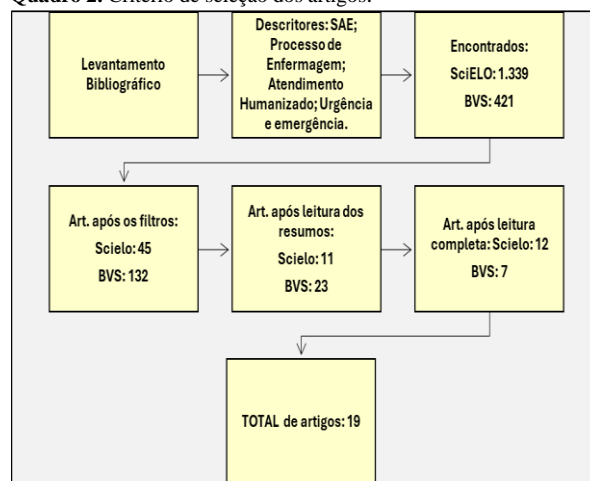 Quadro 2. Critério de seleção dos artigos.
Levantamento
Bibliográfico
Descritores: SAE;
Processo de
Enfermagem;
Atendimento
Humanizado; Urgência
e emergência.
Encontrados:
SciELO: 1.339
BVS: 421
Art. após os filtros:
Scielo: 45
BVS: 132
Art. após leitura dos
resumos:
Scielo: 11
BVS: 23
Art. após leitura
completa: Scielo: 12
BVS: 7
TOTAL de artigos: 19